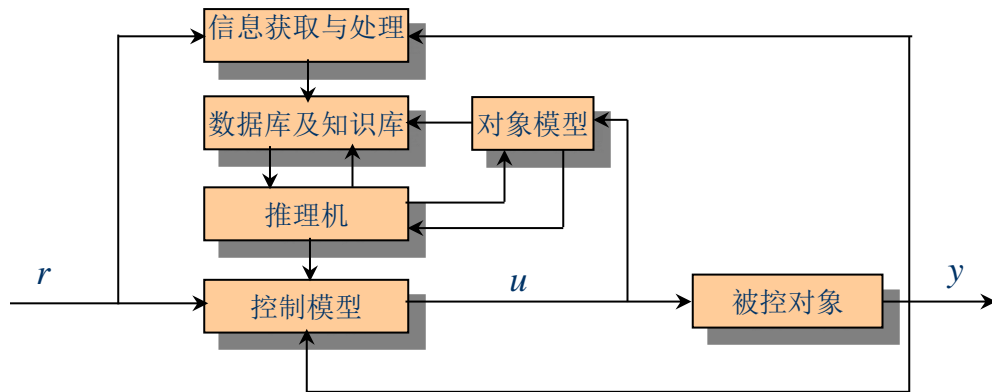 信息获取与处理
数据库及知识库
对象模型
推理机
r
控制模型
u
被控对象
y